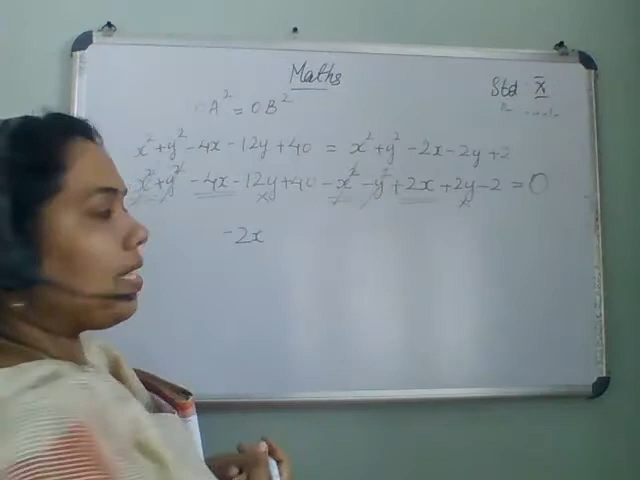 Maths
Std X
OA² = OB²
x² + y² - 4x - 12y + 40 = x² + y² - 2x - 2y + 2
x² + y² - 4x - 12y + 40 - x² - y² + 2x + 2y - 2 = 0
-2x